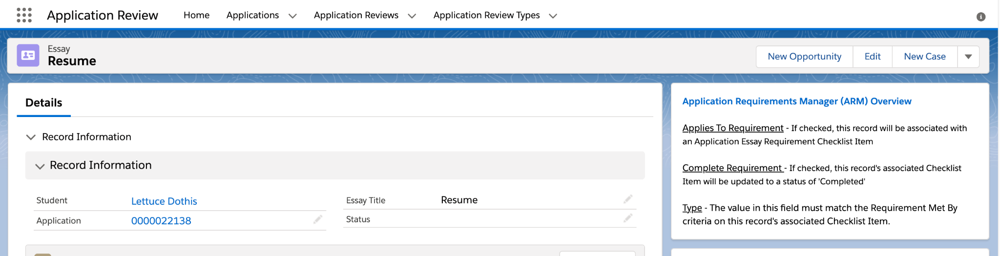 Application Review
Home
Applications
Application Reviews
Application Review Types
Essay
Resume
New Opportunity
Edit
New Case
Details
Record Information
Record Information
Student
Lettuce Dothis
Application
0000022138
Essay Title
Resume
Status
Application Requirements Manager (ARM) Overview
Applies To Requirement - If checked, this record will be associated with
an Application Essay Requirement Checklist Item
Complete Requirement - If checked, this record's associated Checklist
Item will be updated to a status of 'Completed'
Type - The value in this field must match the Requirement Met By
criteria on this record's associated Checklist Item.